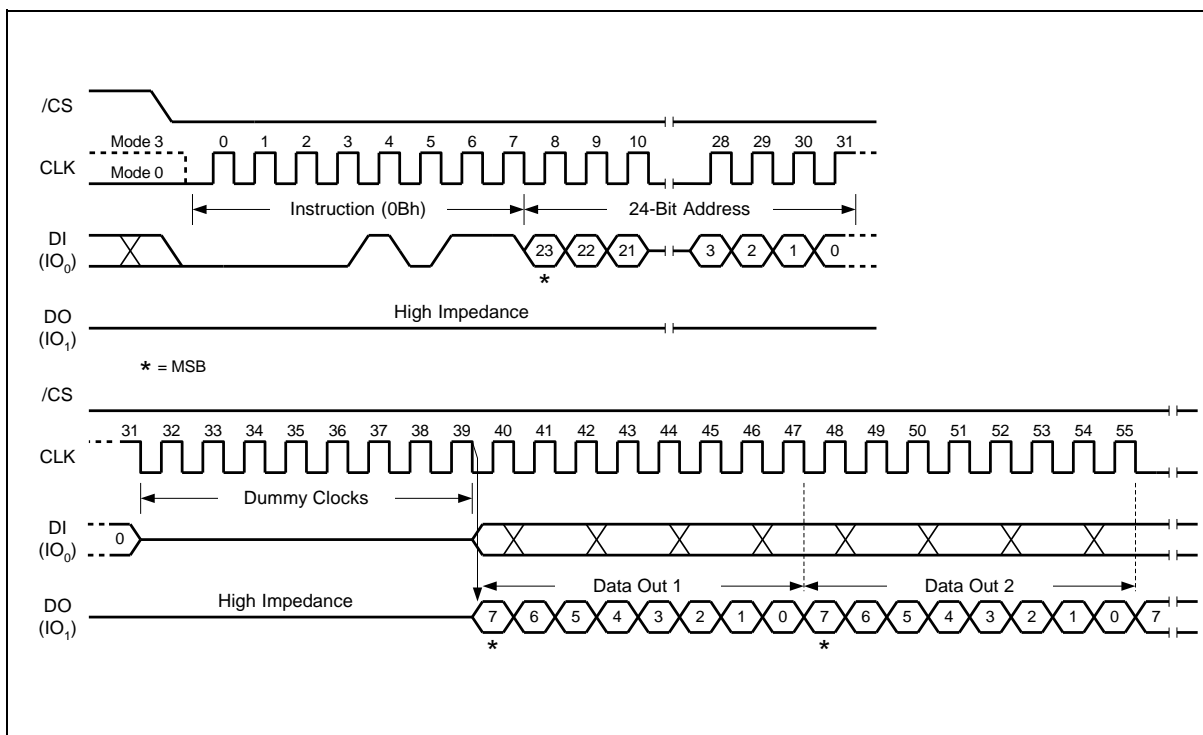 /CS
Mode 3 0 1 2 3 4 5 6 7 8 9 10 28 29 30 31
CLK
Mode 0
Instruction (0Bh) 24-Bit Address
DI
(IO0) 23 22 21 3 2 1 0
*
DO High Impedance
(IO1)
* = MSB
/CS
31 32 33 34 35 36 37 38 39 40 41 42 43 44 45 46 47 48 49 50 51 52 53 54 55
CLK
Dummy Clocks
DI
(IO0) 0
Data Out 1 Data Out 2
DO High Impedance
(IO1) 7 6 5 4 3 2 1 0 7 6 5 4 3 2 1 0 7
* *